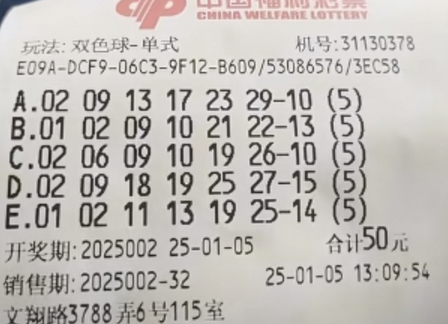 中国福利彩票
CHINA WELFARE LOTTERY
玩法:双色球-单式 机号:31130378
E09A-DCF9-06C3-9F12-B609/53086576/3EC58
A.02 09 13 17 23 29-10 (5)
B.01 02 09 10 21 22-13 (5)
C.02 06 09 10 19 26-10 (5)
D.02 09 18 19 25 27-15 (5)
E.01 02 11 13 19 25-14 (5)
开奖期:2025002 25-01-05 合计50元
销售期:2025002-32 25-01-05 13:09:54
文翔路3788弄6号115室